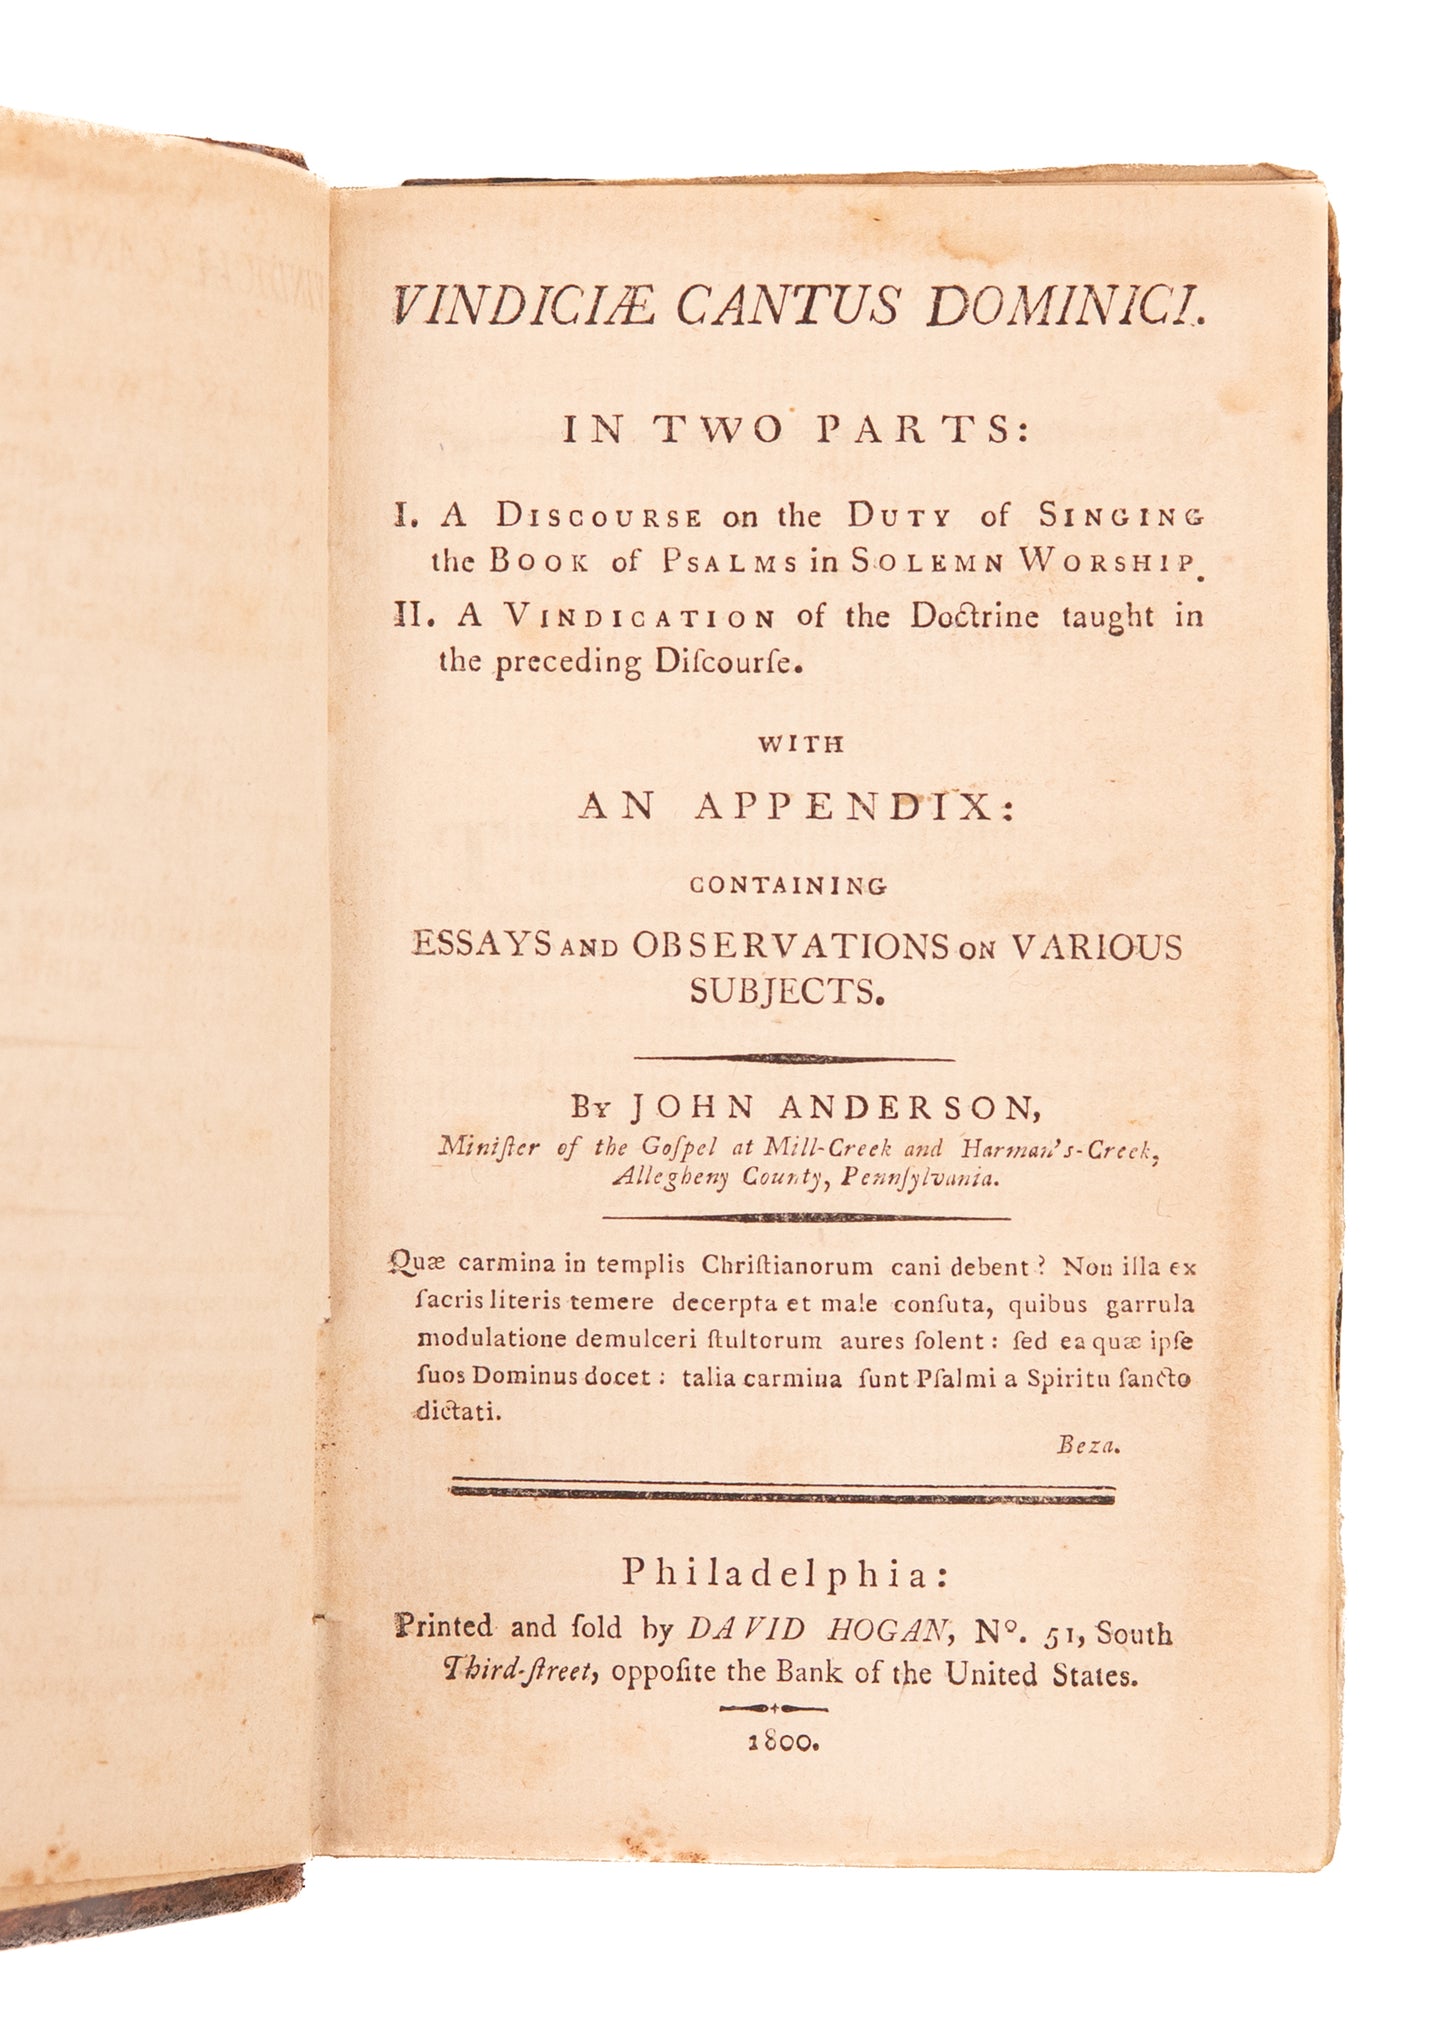 VINDICIÆ CANTUS DOMINICI.
IN TWO PARTS:
I. A DISCOURSE on the DUTY of SINGING
the BOOK of PSALMS in SOLEMN WORSHIP.
II. A VINDICATION of the Doctrine taught in
the preceding Diſcourſe.
WITH
AN APPENDIX:
CONTAINING
ESSAYS AND OBSERVATIONS ON VARIOUS
SUBJECTS.
By JOHN ANDERSON,
Miniſter of the Goſpel at Mill-Creek and Harman's-Creek,
Allegheny County, Pennſylvania.
Quæ carmina in templis Chriſtianorum cani debent? Non illa ex
ſacris literis temere decerpta et male conſuta, quibus garrula
modulatione demulceri ſtultorum aures ſolent: ſed ea quæ ipſe
ſuos Dominus docet: talia carmina ſunt Pſalmi a Spiritu ſancto
dictati.
Beza.
Philadelphia:
Printed and ſold by DAVID HOGAN, Nº. 51, South
Third-ſtreet, oppoſite the Bank of the United States.
1800.